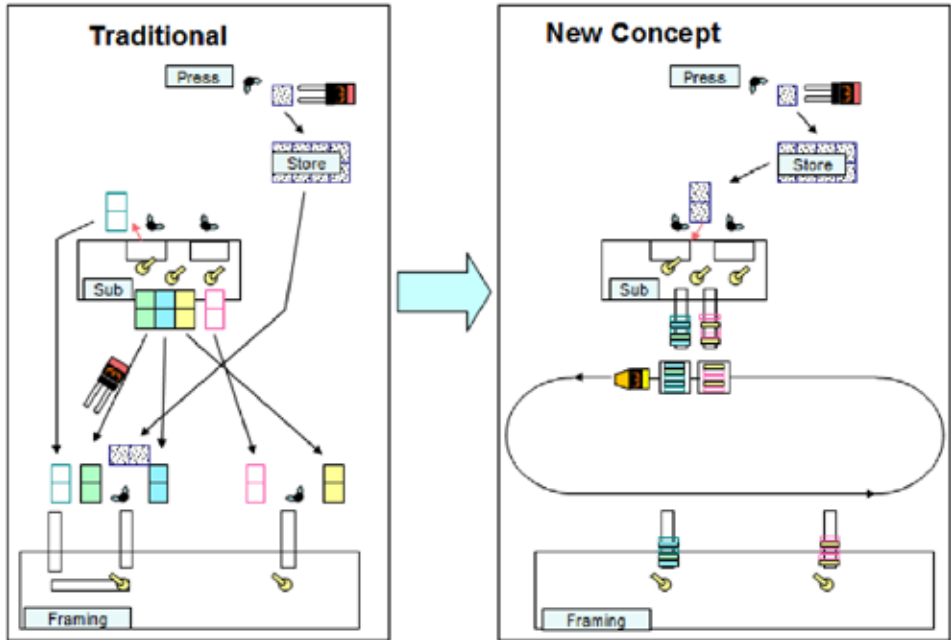 Traditional
Press
Store
Sub
Framing
New Concept
Press
Store
Sub
Framing